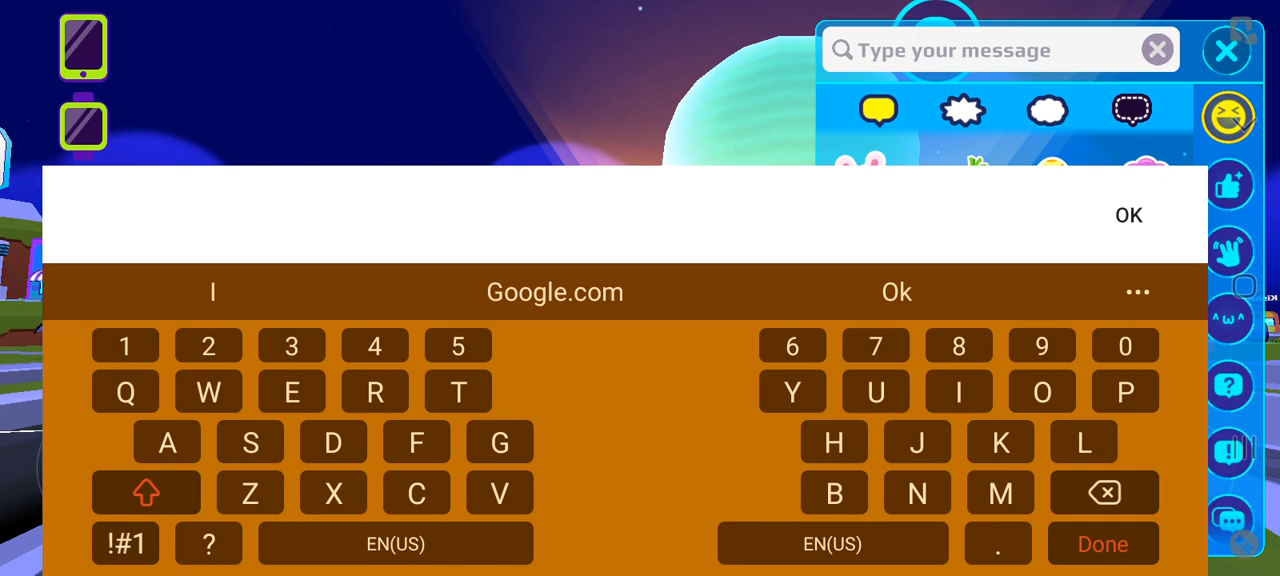 Type your message
OK
I Google.com Ok ...
1 2 3 4 5 6 7 8 9 0
Q W E R T Y U I O P
A S D F G H J K L
Z X C V B N M
!#1 ? EN(US) EN(US) . Done
^ω^
?
!